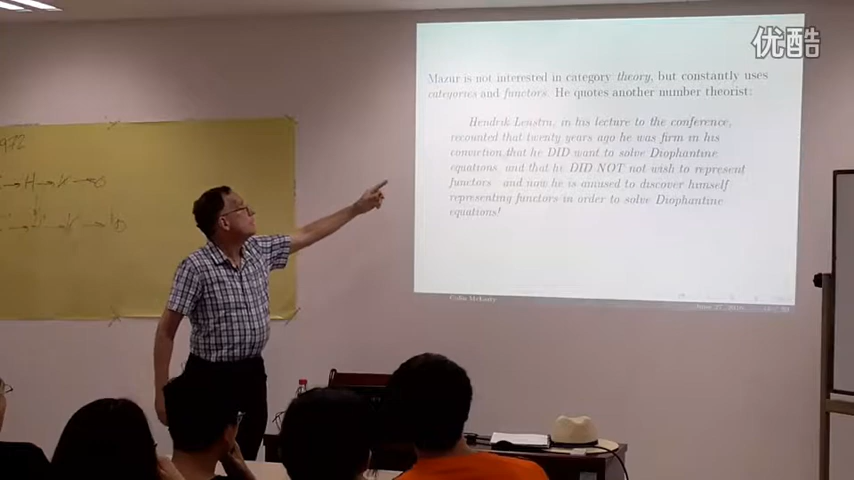 优酷
Mazur is not interested in category theory, but constantly uses
categories and functors. He quotes another number theorist:
Hendrik Lenstra, in his lecture to the conference,
recounted that twenty years ago he was firm in his
conviction that he DID want to solve Diophantine
equations, and that he DID NOT wish to represent
functors — and now he is amused to discover himself
representing functors in order to solve Diophantine
equations!
1972
Colin McLarty